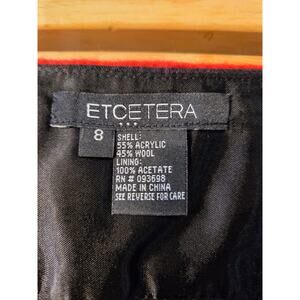 ETCETERA
8
SHELL:
55% ACRYLIC
45% WOOL
LINING:
100% ACETATE
RN # 093698
MADE IN CHINA
SEE REVERSE FOR CARE